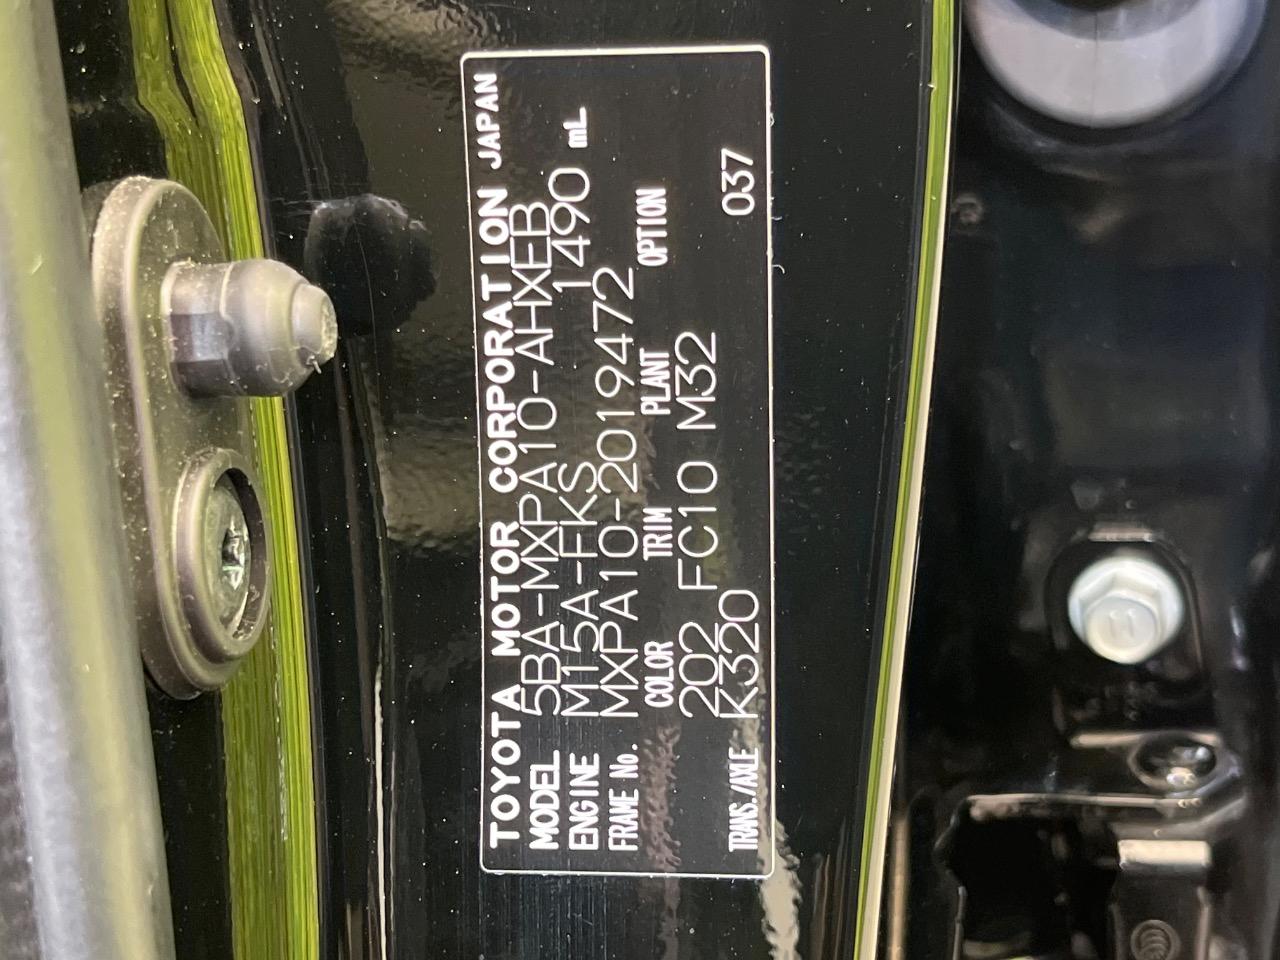 TOYOTA MOTOR CORPORATION JAPAN
MODEL 5BA-MXPA10-AHXEB
ENGINE M15A-FKS 1490 mL
FRAME No. MXPA10-2019472
COLOR TRIM PLANT OPTION
202 FC10 M32
TRANS./AXLE K320 037